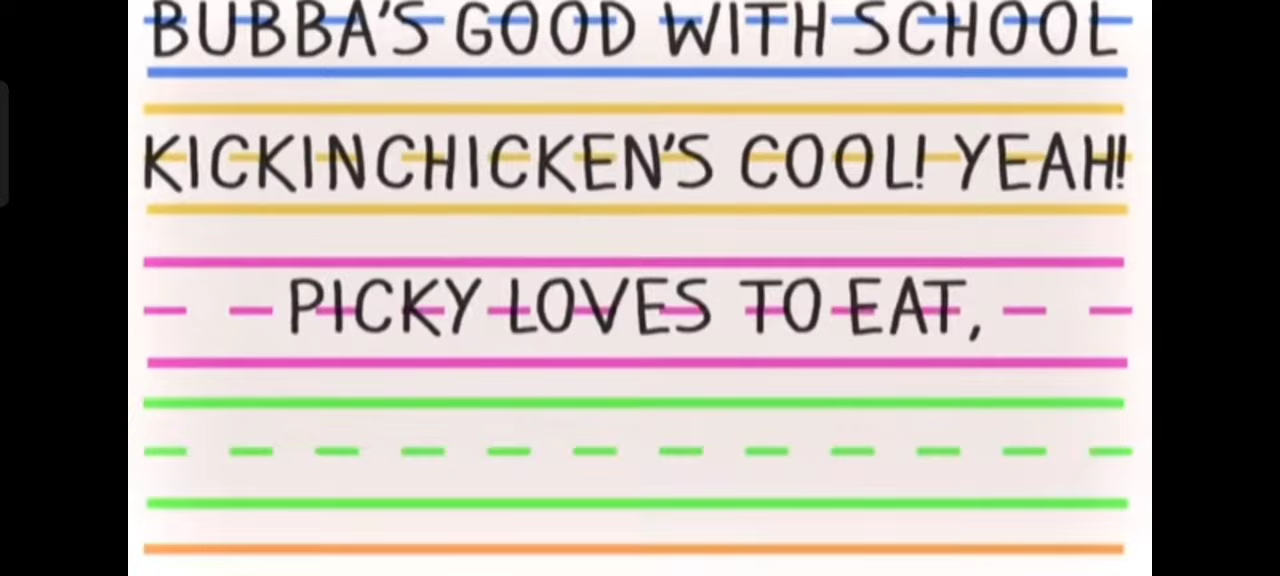 BUBBA'S GOOD WITH SCHOOL
KICKINCHICKEN'S COOL! YEAH!
PICKY LOVES TO EAT,